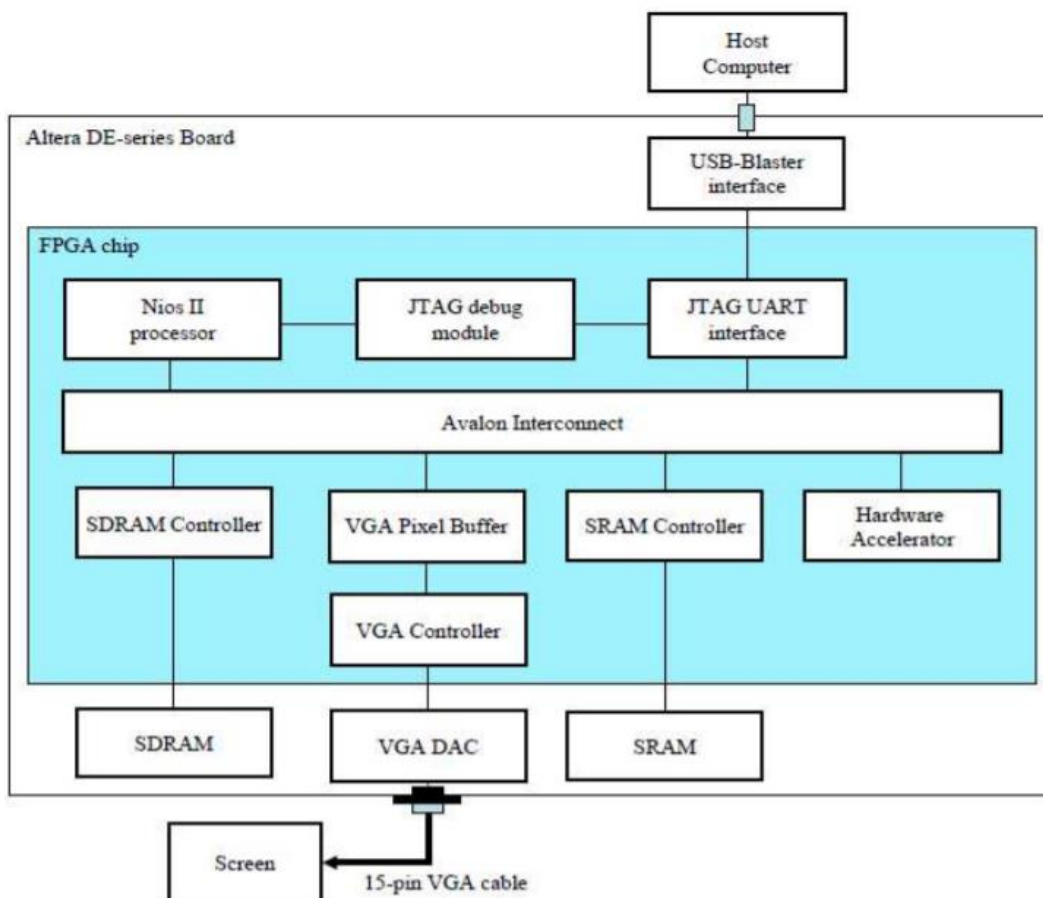 Host
Computer
Altera DE-series Board
USB-Blaster
interface
FPGA chip
Nios II
processor
JTAG debug
module
JTAG UART
interface
Avalon Interconnect
SDRAM Controller
VGA Pixel Buffer
SRAM Controller
Hardware
Accelerator
VGA Controller
SDRAM
VGA DAC
SRAM
Screen
15-pin VGA cable